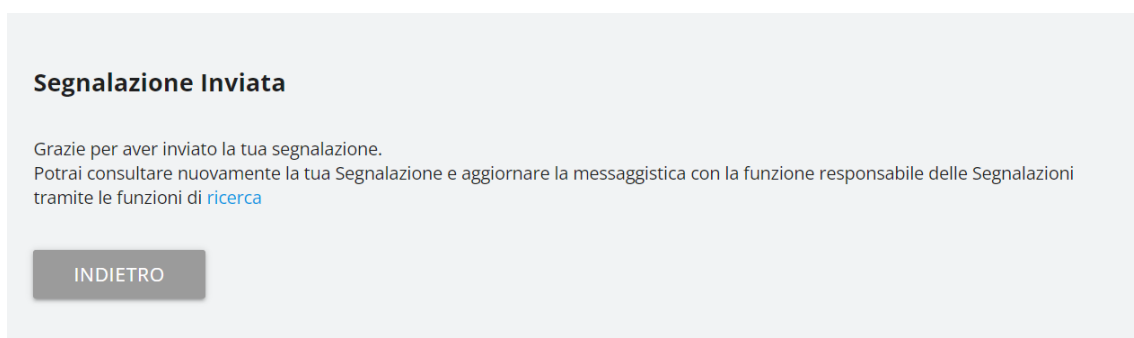 Segnalazione Inviata
Grazie per aver inviato la tua segnalazione.
Potrai consultare nuovamente la tua Segnalazione e aggiornare la messaggistica con la funzione responsabile delle Segnalazioni
tramite le funzioni di ricerca
INDIETRO